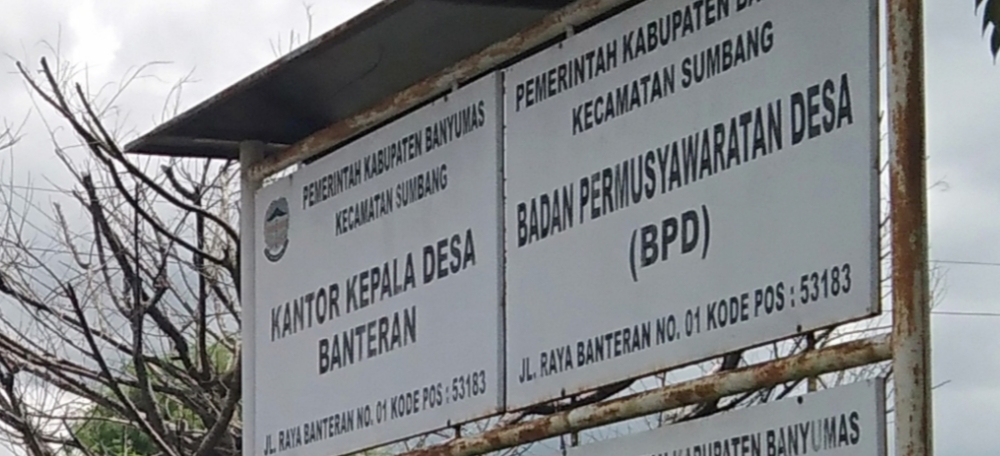 PEMERINTAH KABUPATEN BANYUMAS
KECAMATAN SUMBANG
KANTOR KEPALA DESA
BANTERAN
JL. RAYA BANTERAN NO. 01 KODE POS : 53183
PEMERINTAH KABUPATEN
KECAMATAN SUMBANG
BADAN PERMUSYAWARATAN DESA
(BPD)
JL. RAYA BANTERAN NO. 01 KODE POS : 53183
KABUPATEN BANYUMAS